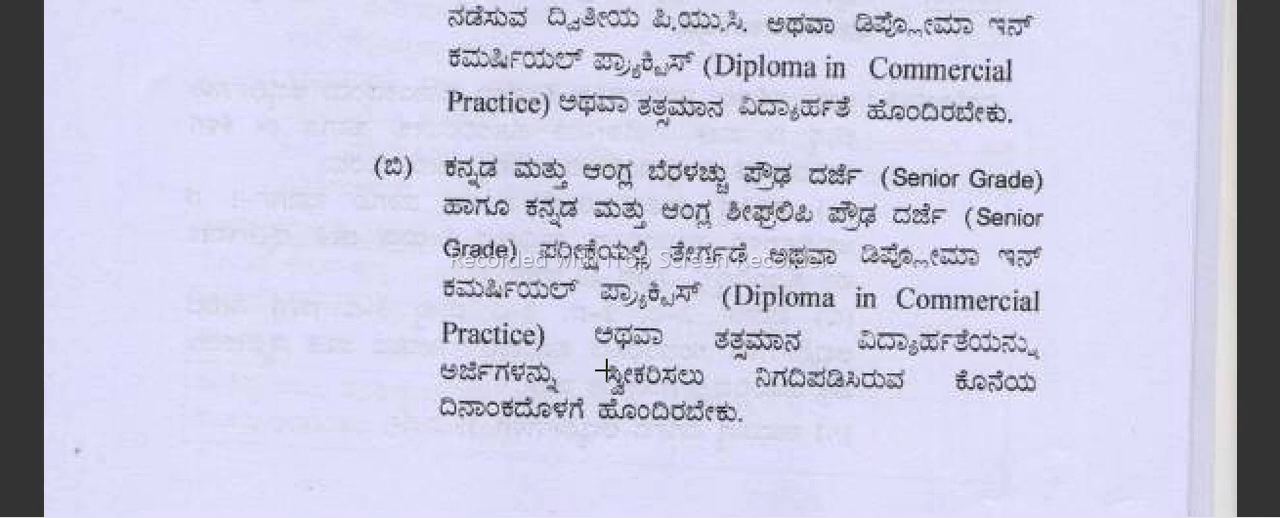 ನಡೆಸುವ ದ್ವಿತೀಯ ಪಿ.ಯು.ಸಿ. ಅಥವಾ ಡಿಪ್ಲೋಮಾ ಇನ್
ಕಮರ್ಷಿಯಲ್ ಪ್ರ್ಯಾಕ್ಟಿಸ್ (Diploma in Commercial
Practice) ಅಥವಾ ತತ್ಸಮಾನ ವಿದ್ಯಾರ್ಹತೆ ಹೊಂದಿರಬೇಕು.
(ಬಿ) ಕನ್ನಡ ಮತ್ತು ಆಂಗ್ಲ ಬೆರಳಚ್ಚು ಪ್ರೌಢ ದರ್ಜೆ (Senior Grade)
ಹಾಗೂ ಕನ್ನಡ ಮತ್ತು ಆಂಗ್ಲ ಶೀಘ್ರಲಿಪಿ ಪ್ರೌಢ ದರ್ಜೆ (Senior
Grade) ಪರೀಕ್ಷೆಯಲ್ಲಿ ತೇರ್ಗಡೆ ಅಥವಾ ಡಿಪ್ಲೋಮಾ ಇನ್
ಕಮರ್ಷಿಯಲ್ ಪ್ರ್ಯಾಕ್ಟಿಸ್ (Diploma in Commercial
Practice) ಅಥವಾ ತತ್ಸಮಾನ ವಿದ್ಯಾರ್ಹತೆಯನ್ನು
ಅರ್ಜಿಗಳನ್ನು ಸ್ವೀಕರಿಸಲು ನಿಗದಿಪಡಿಸಿರುವ ಕೊನೆಯ
ದಿನಾಂಕದೊಳಗೆ ಹೊಂದಿರಬೇಕು.